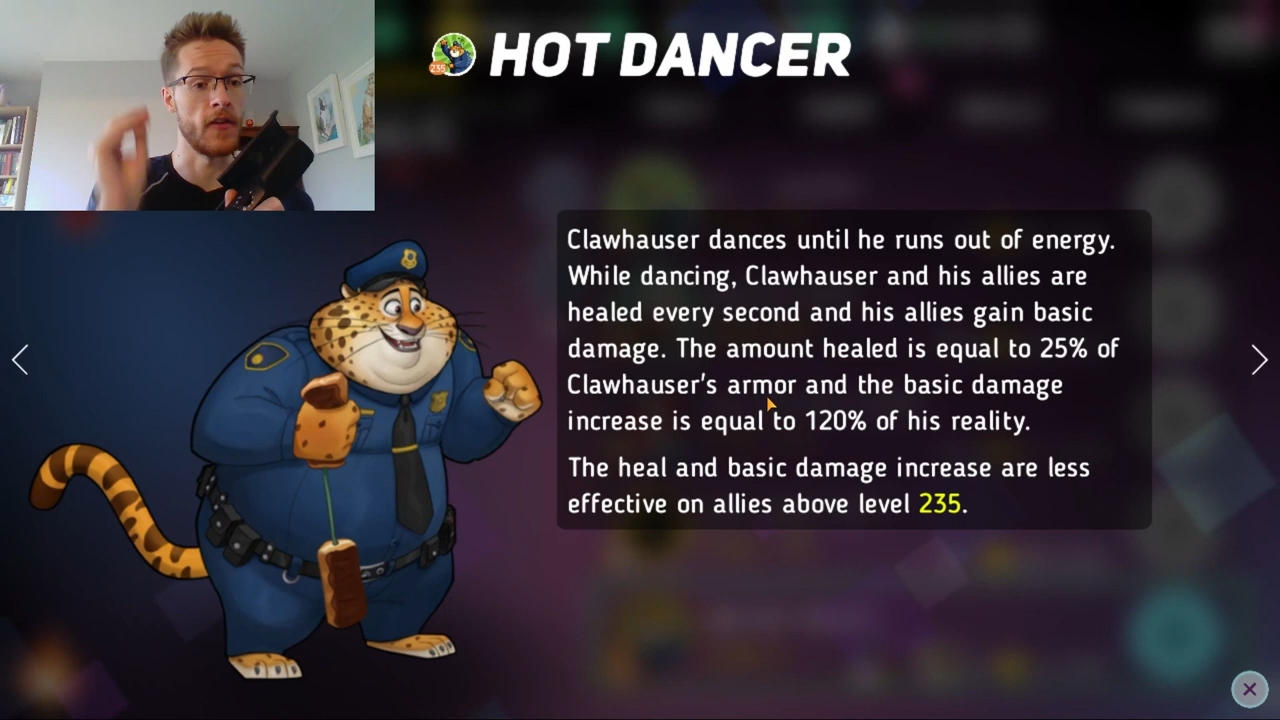 HOT DANCER
235
Clawhauser dances until he runs out of energy.
While dancing, Clawhauser and his allies are
healed every second and his allies gain basic
damage. The amount healed is equal to 25% of
Clawhauser's armor and the basic damage
increase is equal to 120% of his reality.
The heal and basic damage increase are less
effective on allies above level 235.